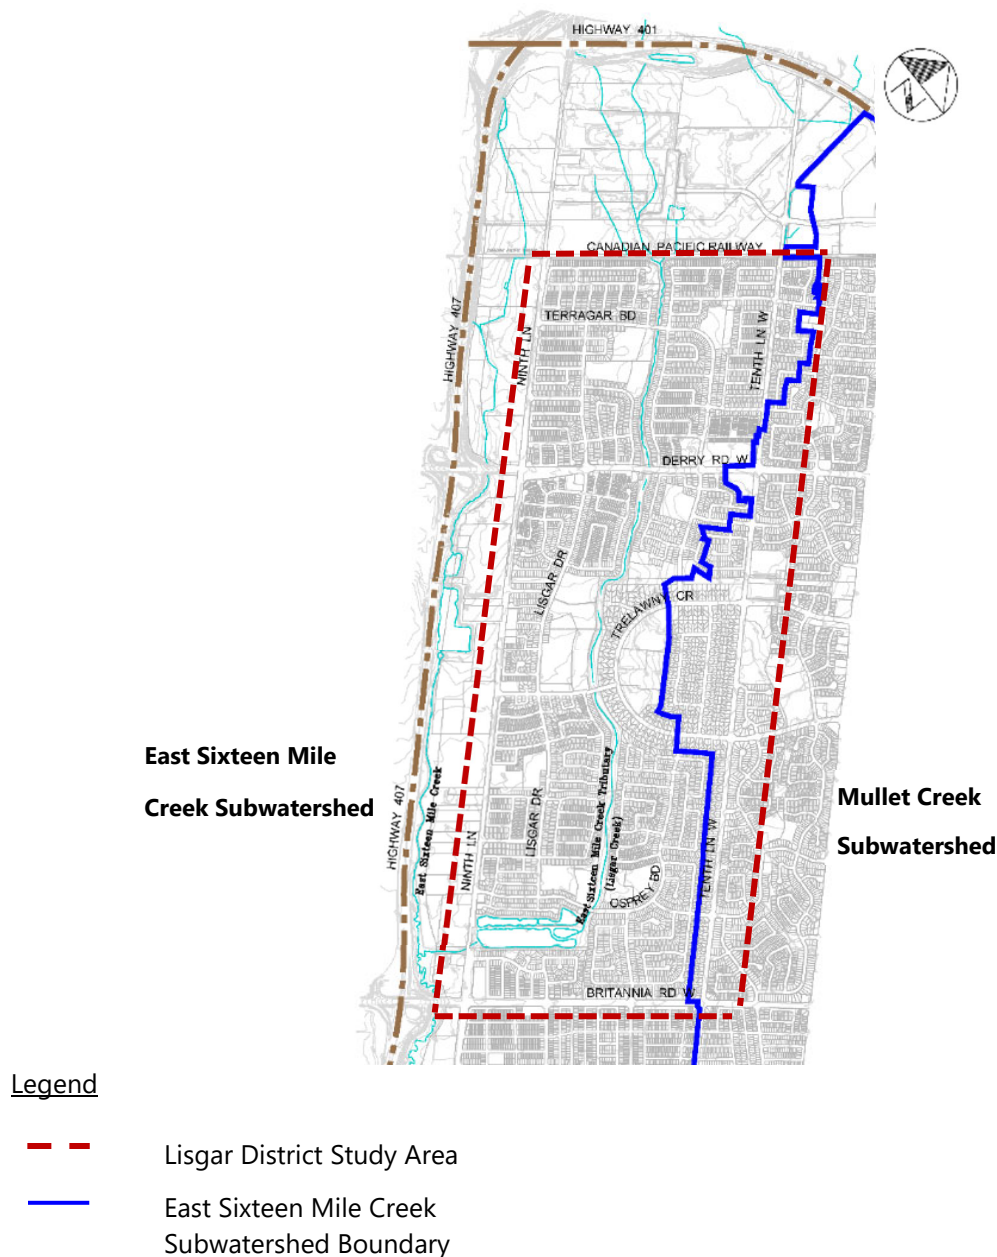 HIGHWAY 401
CANADIAN PACIFIC RAILWAY
HIGHWAY 407
NINTH LN
TERRAGAR BD
TENTH LN W
DERRY RD W
LISGAR DR
TRELAWNY CR
East Sixteen Mile
Creek Subwatershed
Mullet Creek
Subwatershed
HIGHWAY 407
East Sixteen Mile Creek
NINTH LN
LISGAR DR
East Sixteen Mile Creek Tributary
(Lisgar Creek)
OSPREY BD
TENTH LN W
BRITANNIA RD W
Legend
Lisgar District Study Area
East Sixteen Mile Creek
Subwatershed Boundary